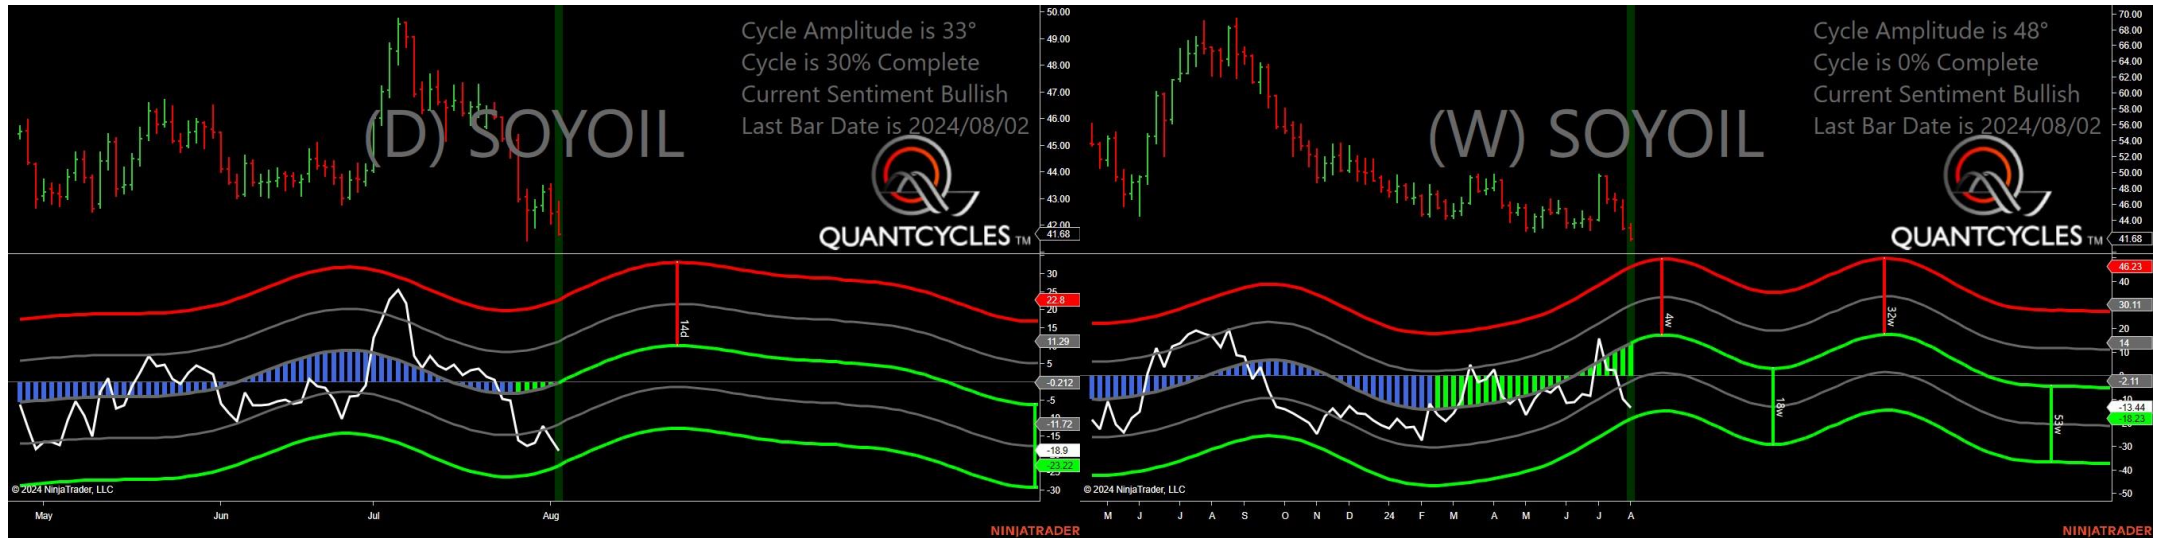 Cycle Amplitude is 33°
Cycle is 30% Complete
Current Sentiment Bullish
Last Bar Date is 2024/08/02
(D) SOYOIL
QUANTCYCLES TM
50.00
49.00
48.00
47.00
46.00
45.00
44.00
43.00
42.00
41.68
30
25
22.8
20
15
11.29
5
-0.212
-5
-11.72
-15
-18.9
-23.22
-30
14d
© 2024 NinjaTrader, LLC
May Jun Jul Aug
NINJATRADER
Cycle Amplitude is 48°
Cycle is 0% Complete
Current Sentiment Bullish
Last Bar Date is 2024/08/02
(W) SOYOIL
QUANTCYCLES TM
70.00
68.00
66.00
64.00
62.00
60.00
58.00
56.00
54.00
52.00
50.00
48.00
46.00
44.00
41.68
46.23
40
30.11
20
14
10
-2.11
-13.44
-18.23
-30
-40
-50
4w
18w
32w
53w
© 2024 NinjaTrader, LLC
M J J A S O N D 24 F M A M J J A
NINJATRADER